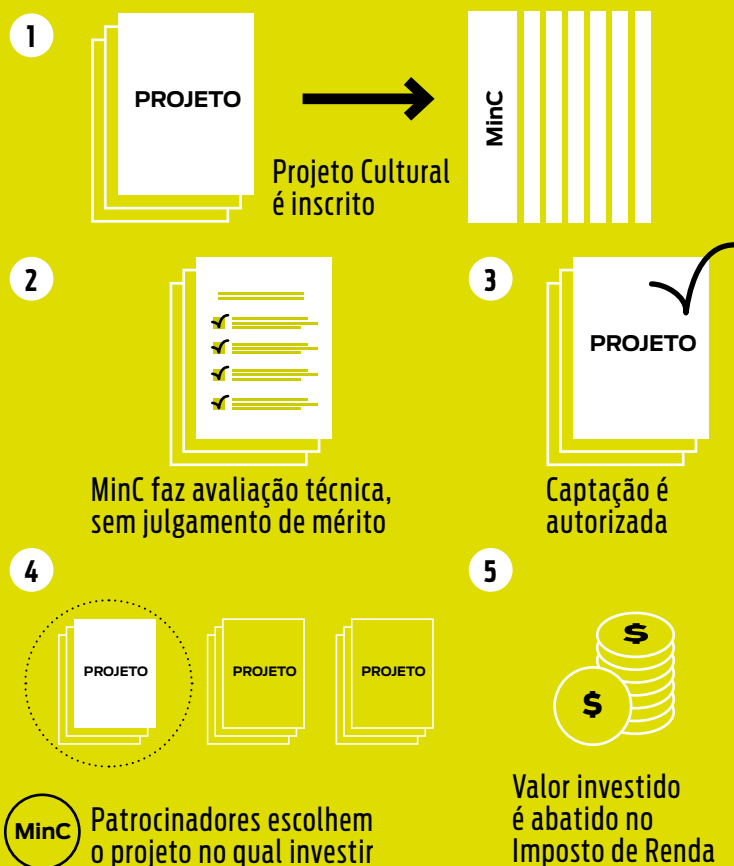 1
PROJETO
MinC
Projeto Cultural
é inscrito
2
MinC faz avaliação técnica,
sem julgamento de mérito
3
PROJETO
Captação é
autorizada
4
PROJETO
PROJETO
PROJETO
MinC
Patrocinadores escolhem
o projeto no qual investir
5
$
$
Valor investido
é abatido no
Imposto de Renda